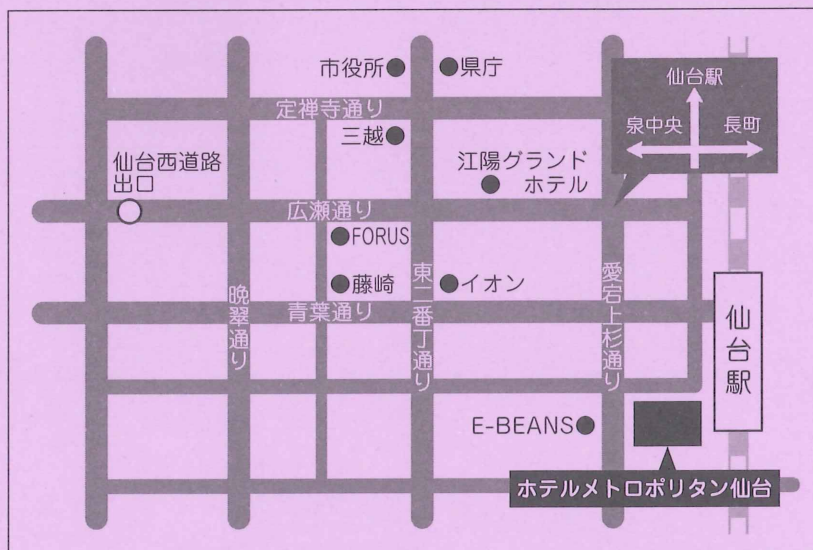 市役所
県庁
仙台駅
泉中央
長町
定禅寺通り
三越
仙台西道路
出口
江陽グランド
ホテル
広瀬通り
FORUS
藤崎
イオン
青葉通り
晩翠通り
東二番丁通り
愛宕上杉通り
仙台駅
E-BEANS
ホテルメトロポリタン仙台